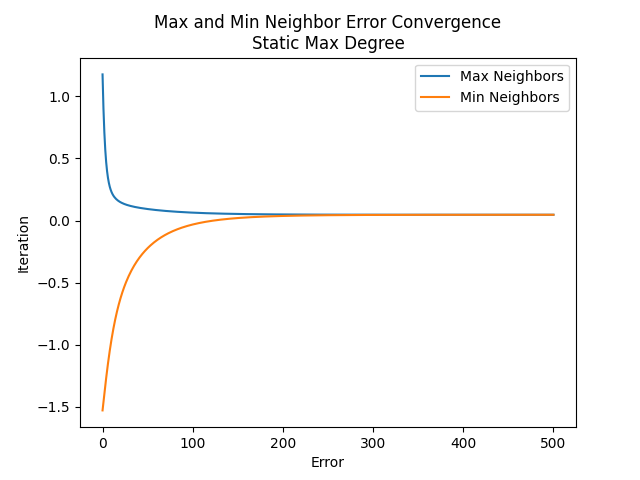 Max and Min Neighbor Error Convergence
Static Max Degree
Max Neighbors
Min Neighbors
Iteration
1.0
0.5
0.0
−0.5
−1.0
−1.5
0 100 200 300 400 500
Error